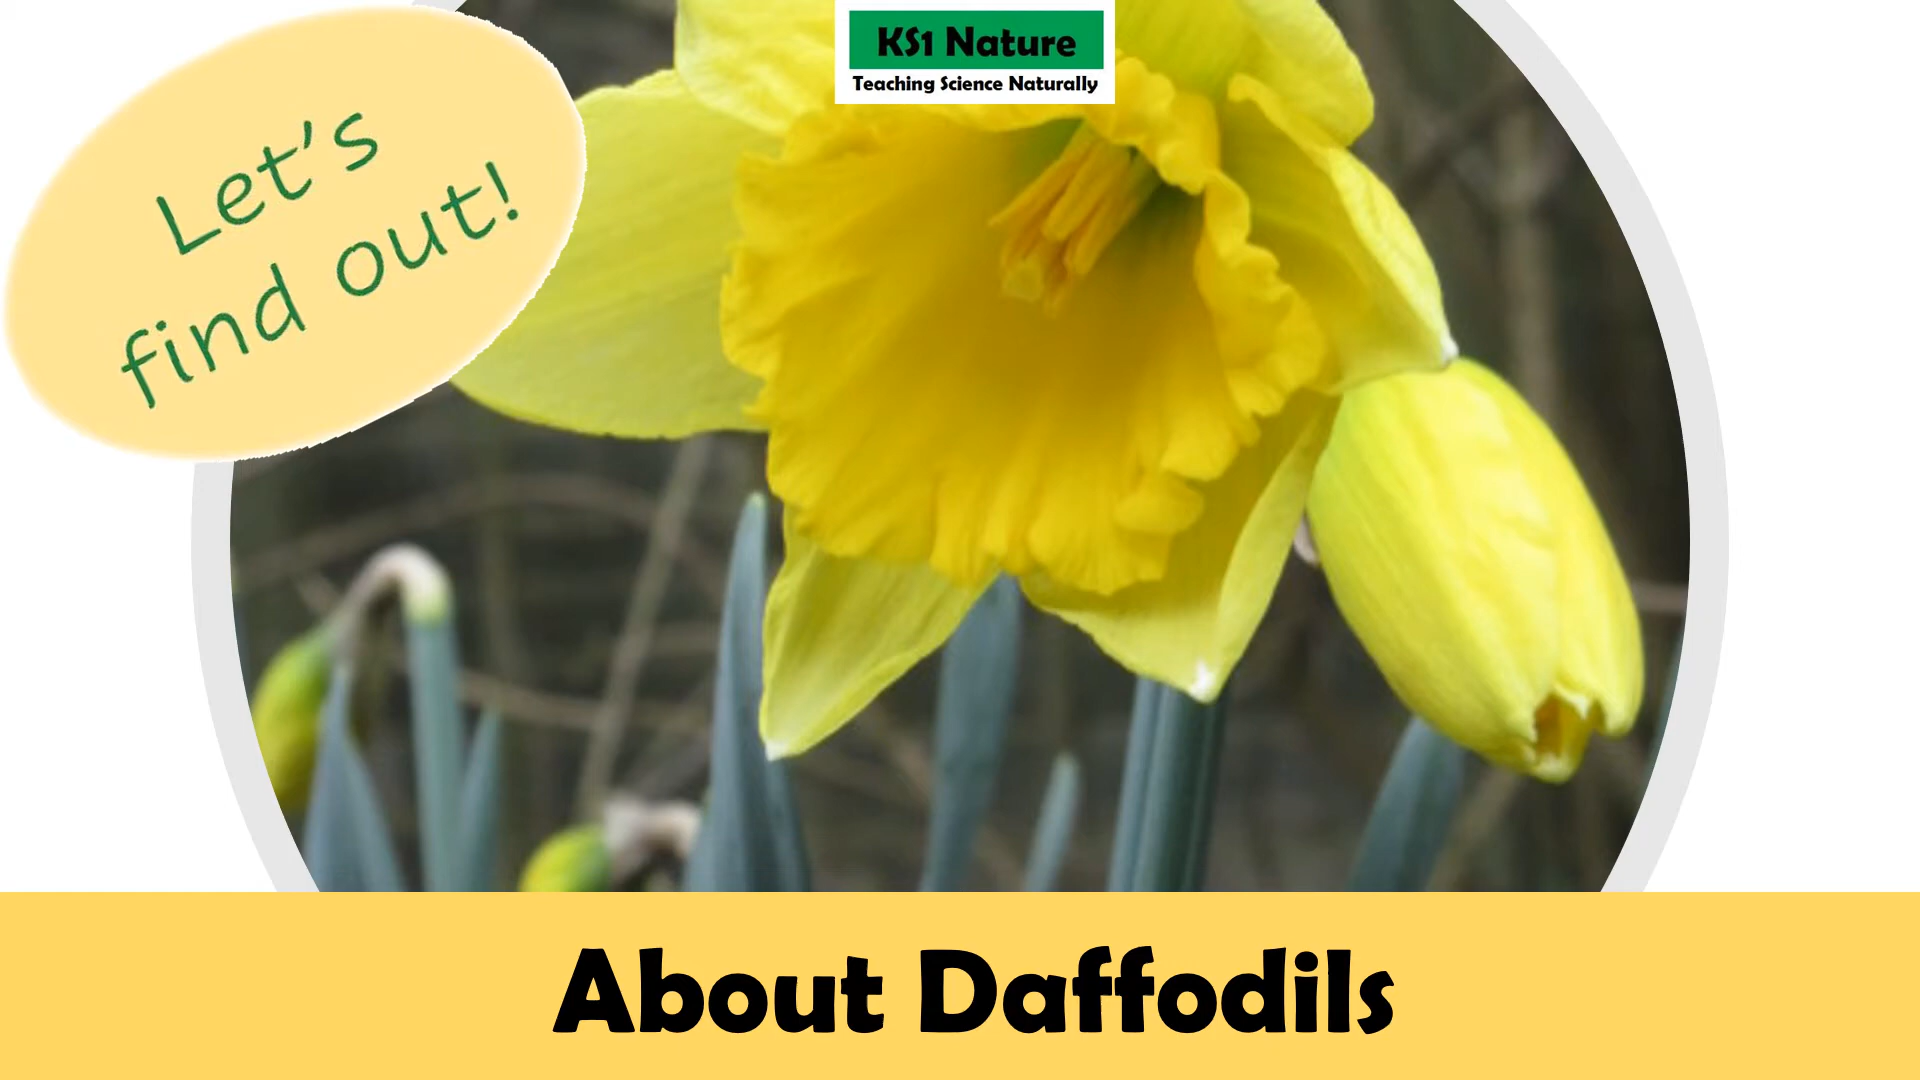 KS1 Nature
Teaching Science Naturally
Let's
find out!
About Daffodils